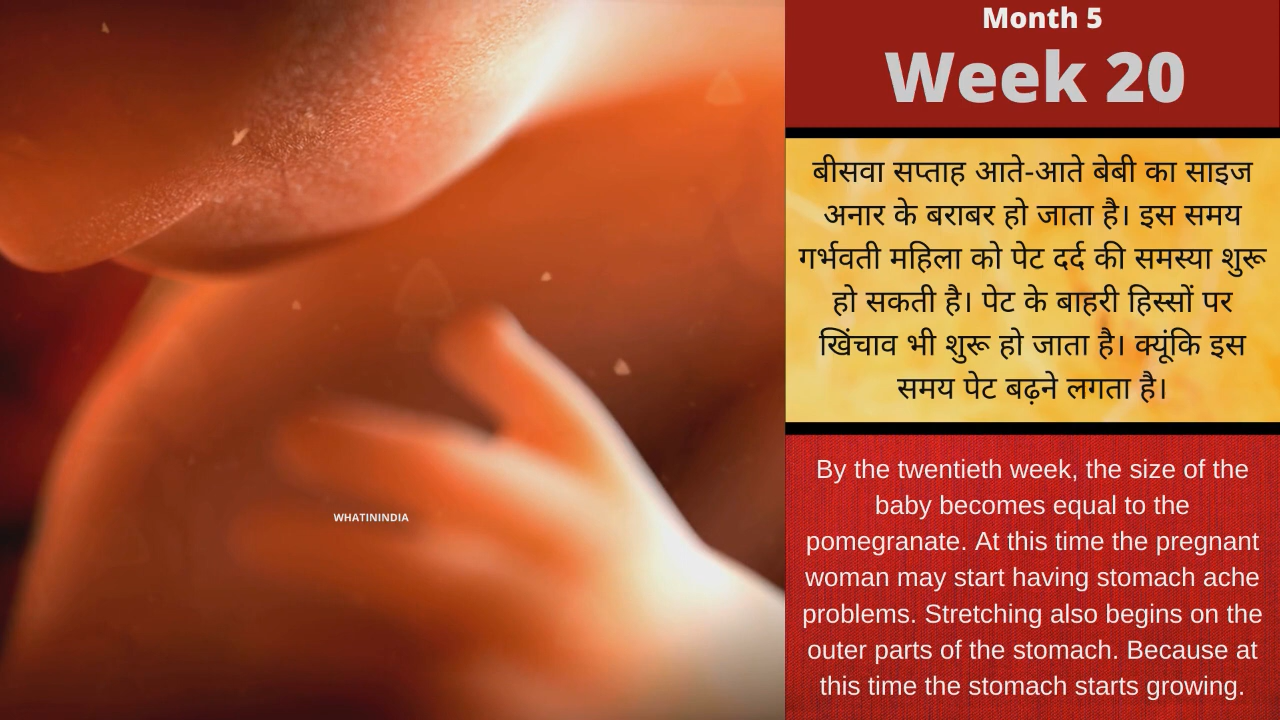 Month 5
Week 20
बीसवा सप्ताह आते-आते बेबी का साइज
अनार के बराबर हो जाता है। इस समय
गर्भवती महिला को पेट दर्द की समस्या शुरू
हो सकती है। पेट के बाहरी हिस्सों पर
खिंचाव भी शुरू हो जाता है। क्यूंकि इस
समय पेट बढ़ने लगता है।
By the twentieth week, the size of the
baby becomes equal to the
pomegranate. At this time the pregnant
woman may start having stomach ache
problems. Stretching also begins on the
outer parts of the stomach. Because at
this time the stomach starts growing.
WHATININDIA